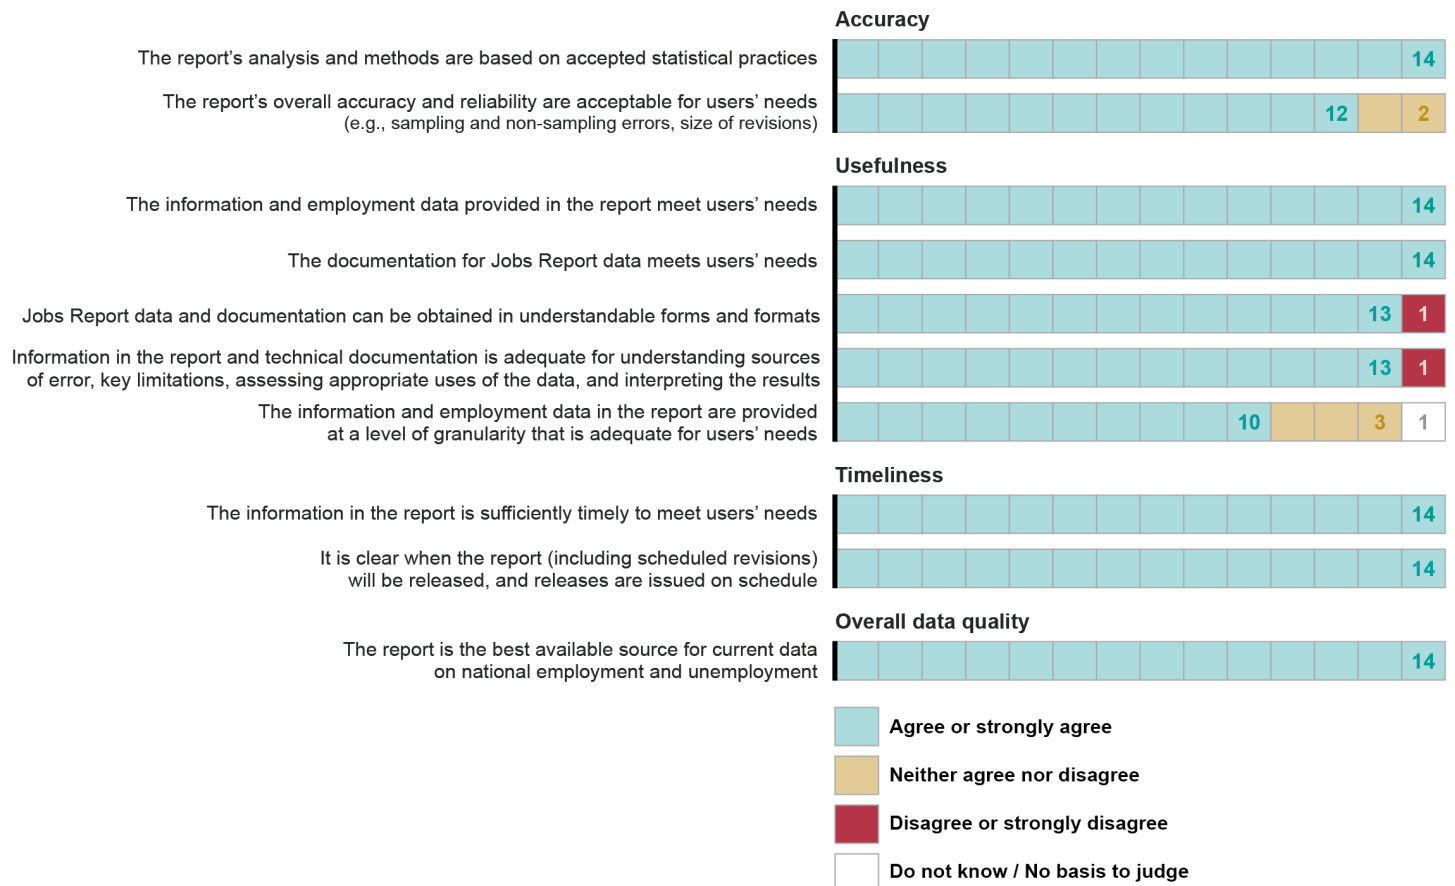 Accuracy
The report’s analysis and methods are based on accepted statistical practices
14
The report’s overall accuracy and reliability are acceptable for users’ needs
(e.g., sampling and non-sampling errors, size of revisions)
12
2
Usefulness
The information and employment data provided in the report meet users’ needs
14
The documentation for Jobs Report data meets users’ needs
14
Jobs Report data and documentation can be obtained in understandable forms and formats
13
1
Information in the report and technical documentation is adequate for understanding sources
of error, key limitations, assessing appropriate uses of the data, and interpreting the results
13
1
The information and employment data in the report are provided
at a level of granularity that is adequate for users’ needs
10
3
1
Timeliness
The information in the report is sufficiently timely to meet users’ needs
14
It is clear when the report (including scheduled revisions)
will be released, and releases are issued on schedule
14
Overall data quality
The report is the best available source for current data
on national employment and unemployment
14
Agree or strongly agree
Neither agree nor disagree
Disagree or strongly disagree
Do not know / No basis to judge